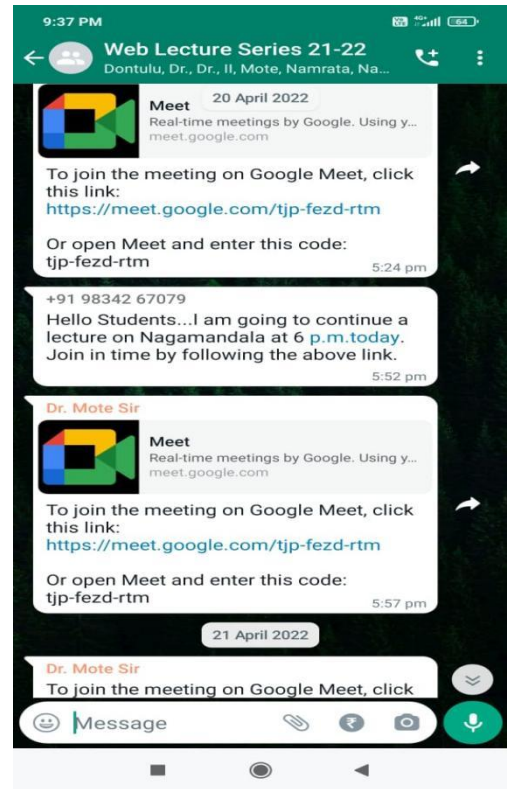 9:37 PM
4G+
64
Web Lecture Series 21-22
Dontulu, Dr., Dr., II, Mote, Namrata, Na...
20 April 2022
Meet
Real-time meetings by Google. Using y...
meet.google.com
To join the meeting on Google Meet, click
this link:
https://meet.google.com/tjp-fezd-rtm
Or open Meet and enter this code:
tjp-fezd-rtm
5:24 pm
+91 98342 67079
Hello Students...I am going to continue a
lecture on Nagamandala at 6 p.m.today.
Join in time by following the above link.
5:52 pm
Dr. Mote Sir
Meet
Real-time meetings by Google. Using y...
meet.google.com
To join the meeting on Google Meet, click
this link:
https://meet.google.com/tjp-fezd-rtm
Or open Meet and enter this code:
tjp-fezd-rtm
5:57 pm
21 April 2022
Dr. Mote Sir
To join the meeting on Google Meet, click
Message
₹